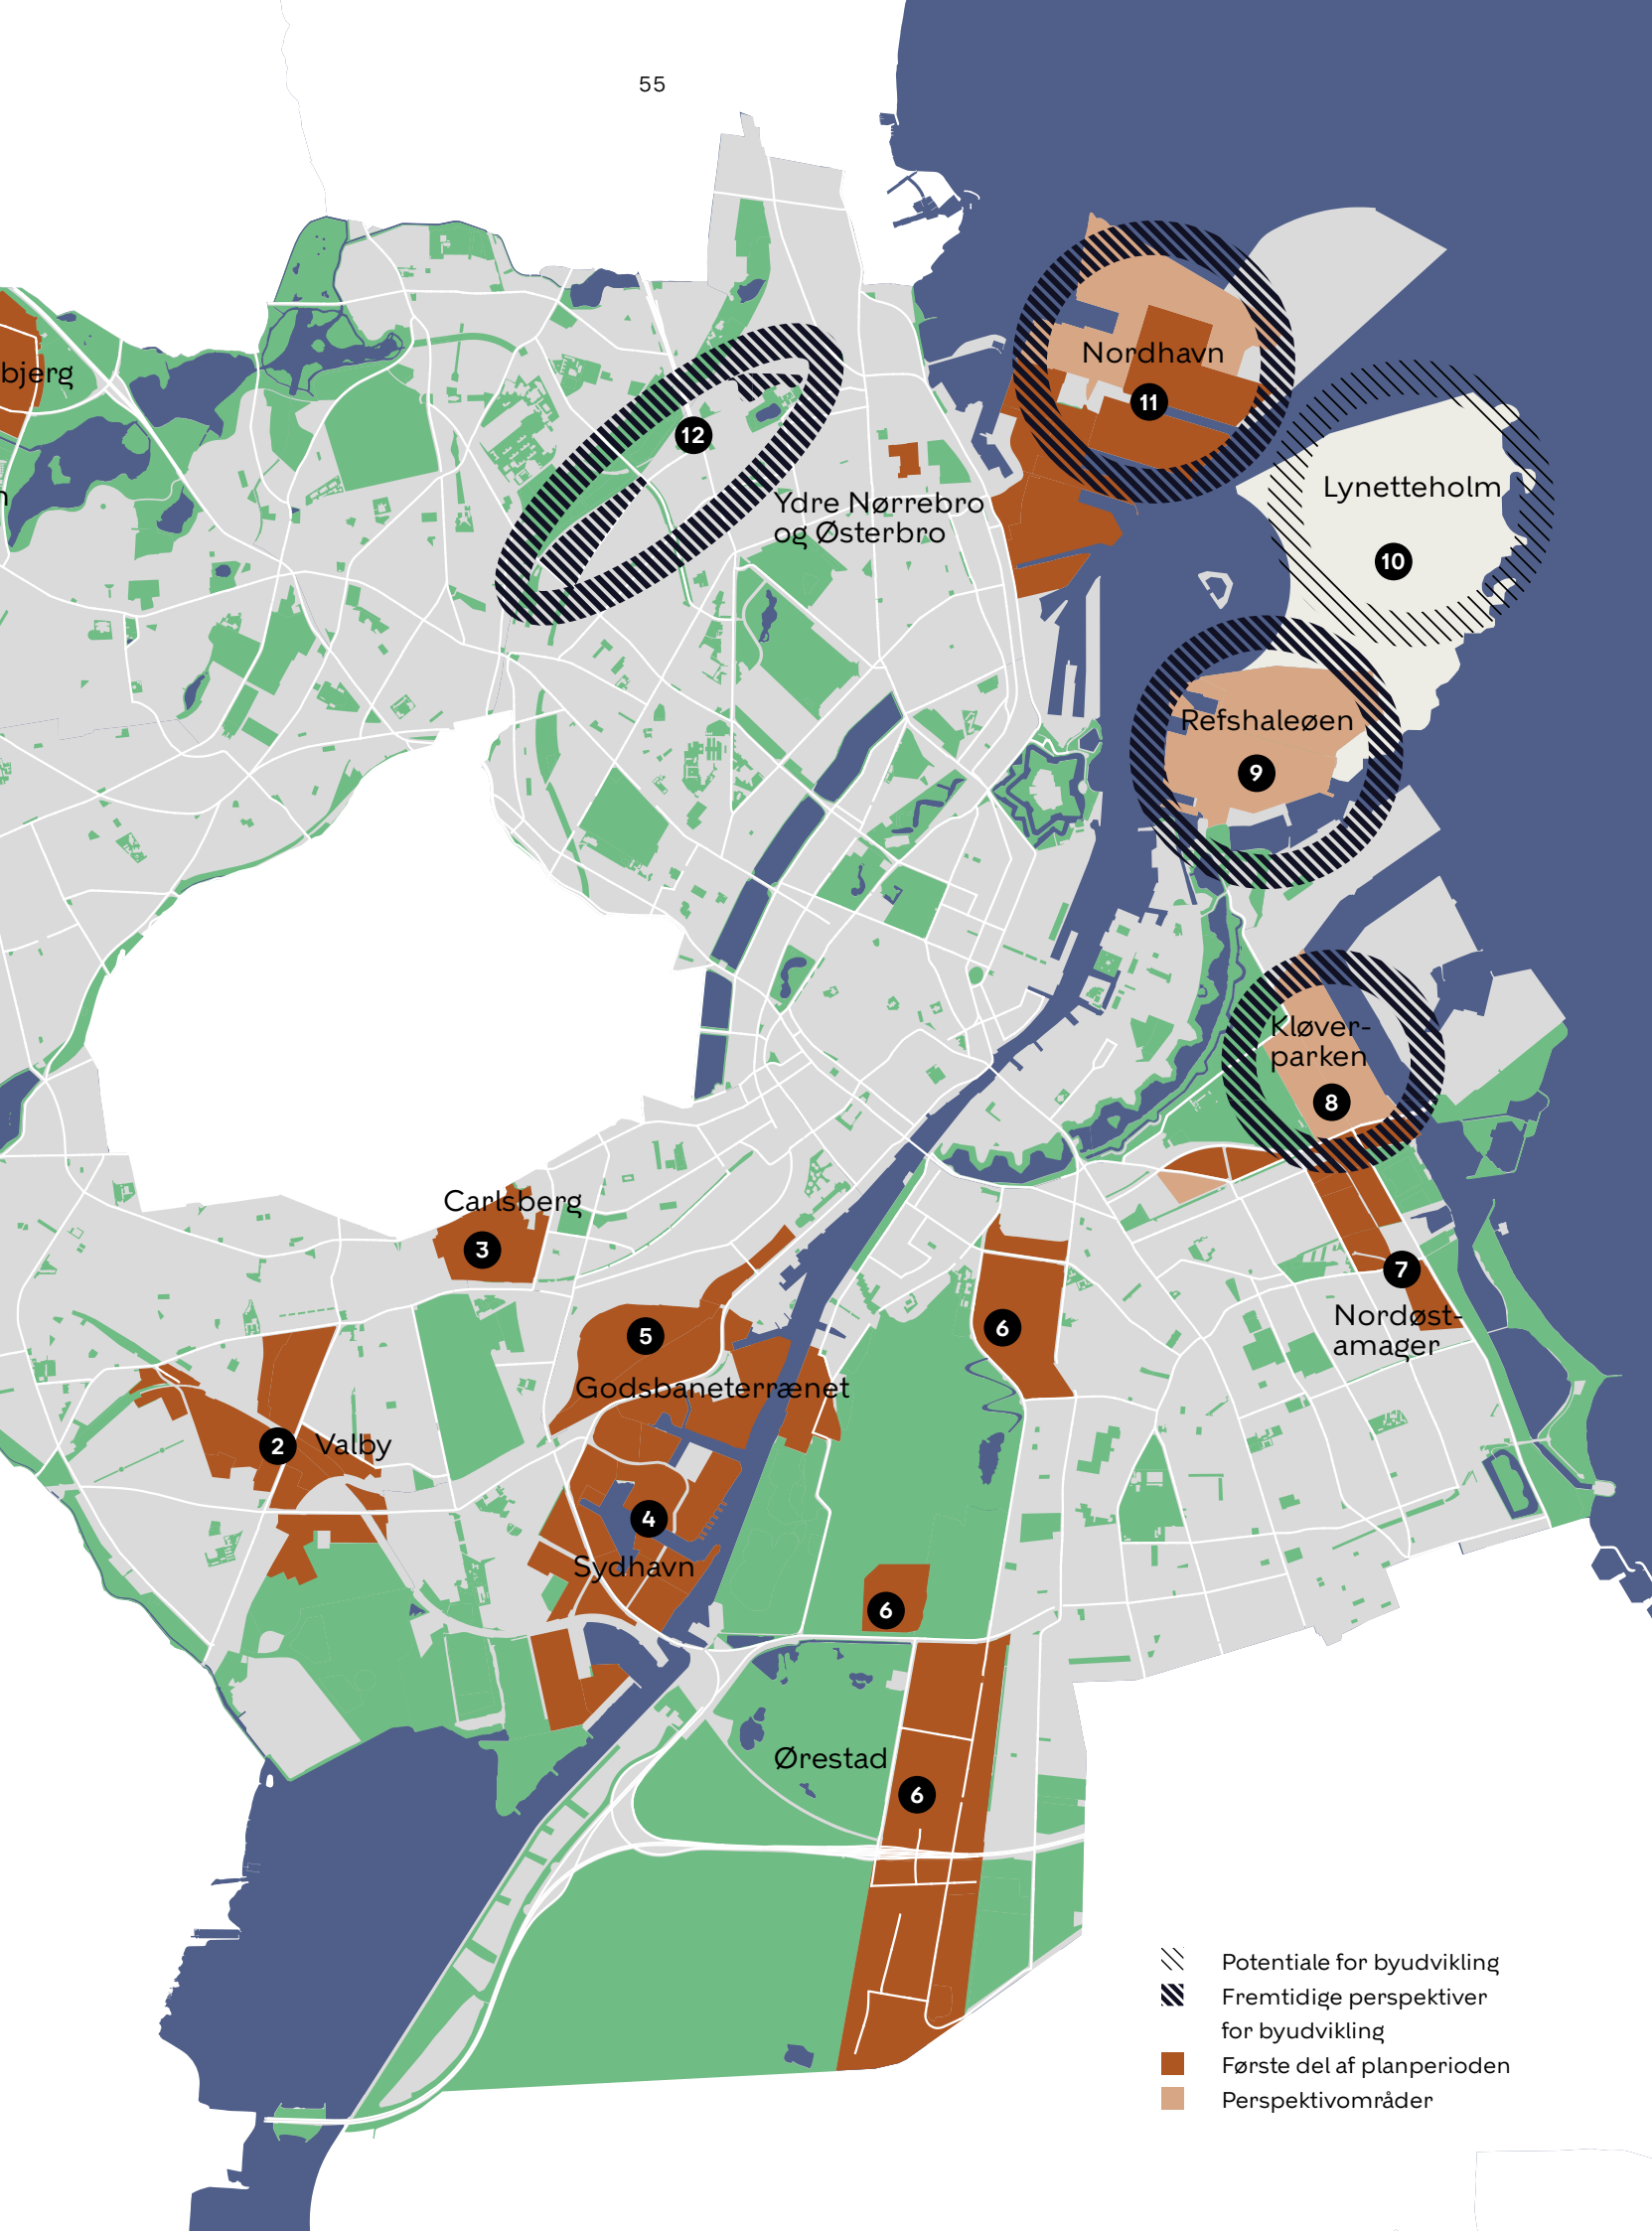 55
bjerg
n
Nordhavn
11
12
Lynetteholm
10
Ydre Nørrebro
og Østerbro
Refshaleøen
9
Kløver-
parken
8
Carlsberg
3
7
Nordøst-
amager
5
6
Godsbaneterrænet
2
Valby
4
Sydhavn
6
Ørestad
6
Potentiale for byudvikling
Fremtidige perspektiver
for byudvikling
Første del af planperioden
Perspektivområder